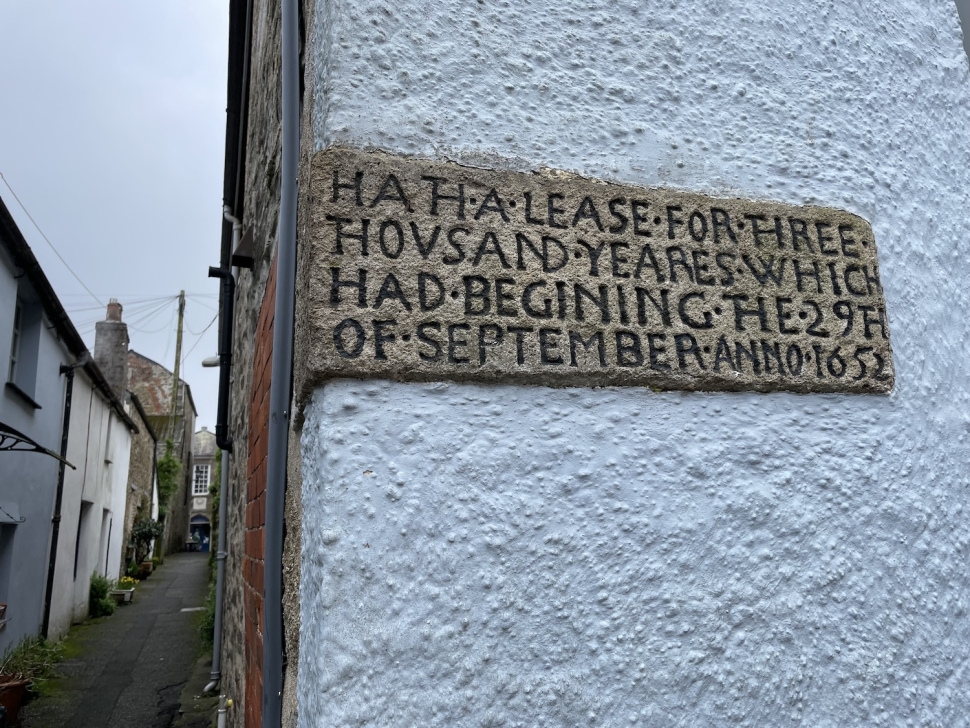 HATH·A·LEASE·FOR·THREE·
THOVSAND·YEARES·WHICH
HAD·BEGINING·THE·29TH
OF·SEPTEMBER·ANNO·1652